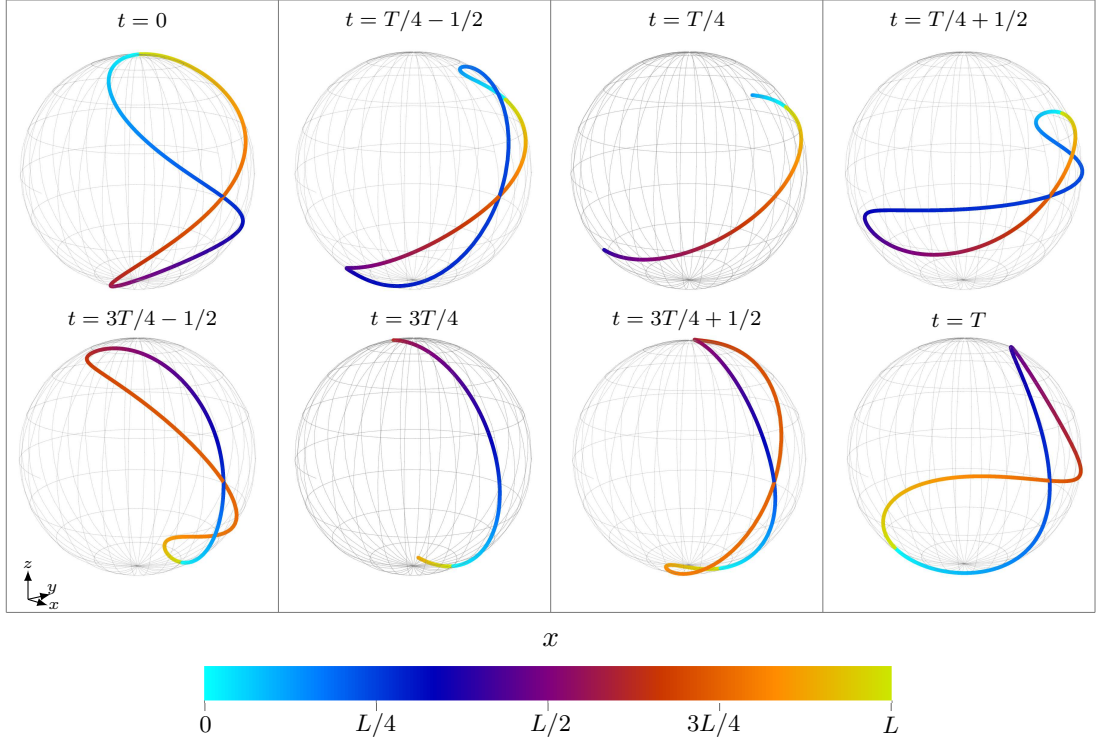 t = 0
t = T/4 − 1/2
t = T/4
t = T/4 + 1/2
t = 3T/4 − 1/2
t = 3T/4
t = 3T/4 + 1/2
t = T
z
y
x
x
0
L/4
L/2
3L/4
L